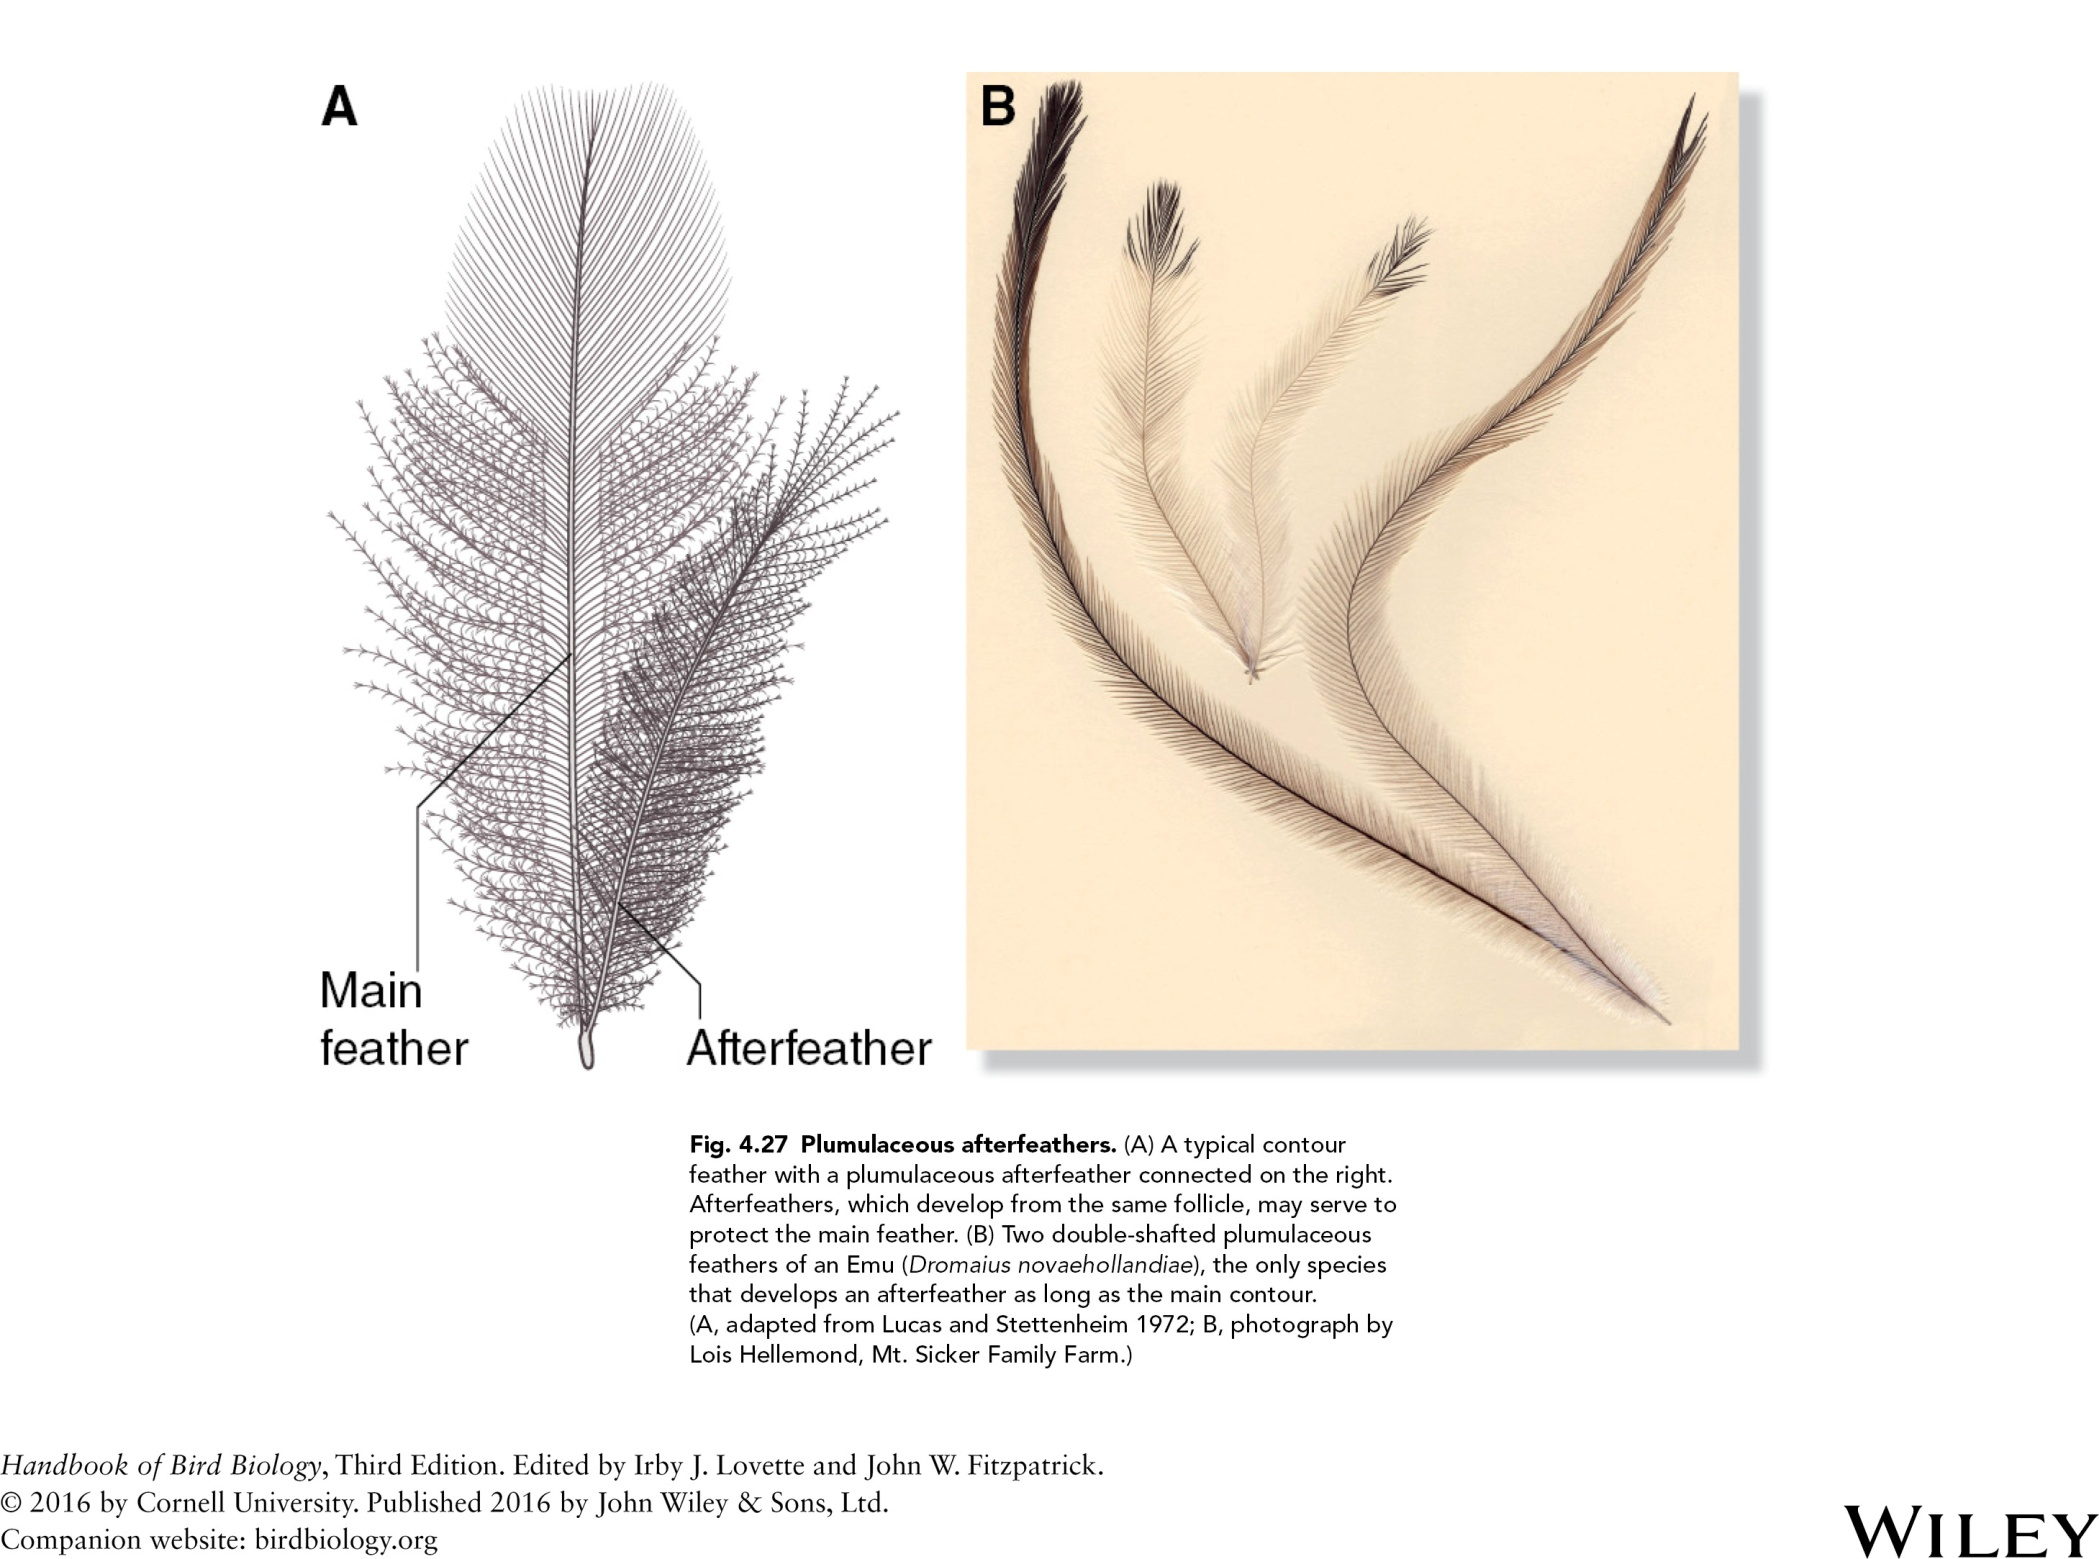 A
B
Main
feather
Afterfeather
Fig. 4.27 Plumulaceous afterfeathers. (A) A typical contour
feather with a plumulaceous afterfeather connected on the right.
Afterfeathers, which develop from the same follicle, may serve to
protect the main feather. (B) Two double-shafted plumulaceous
feathers of an Emu (Dromaius novaehollandiae), the only species
that develops an afterfeather as long as the main contour.
(A, adapted from Lucas and Stettenheim 1972; B, photograph by
Lois Hellemond, Mt. Sicker Family Farm.)
Handbook of Bird Biology, Third Edition. Edited by Irby J. Lovette and John W. Fitzpatrick.
© 2016 by Cornell University. Published 2016 by John Wiley & Sons, Ltd.
Companion website: birdbiology.org
WILEY